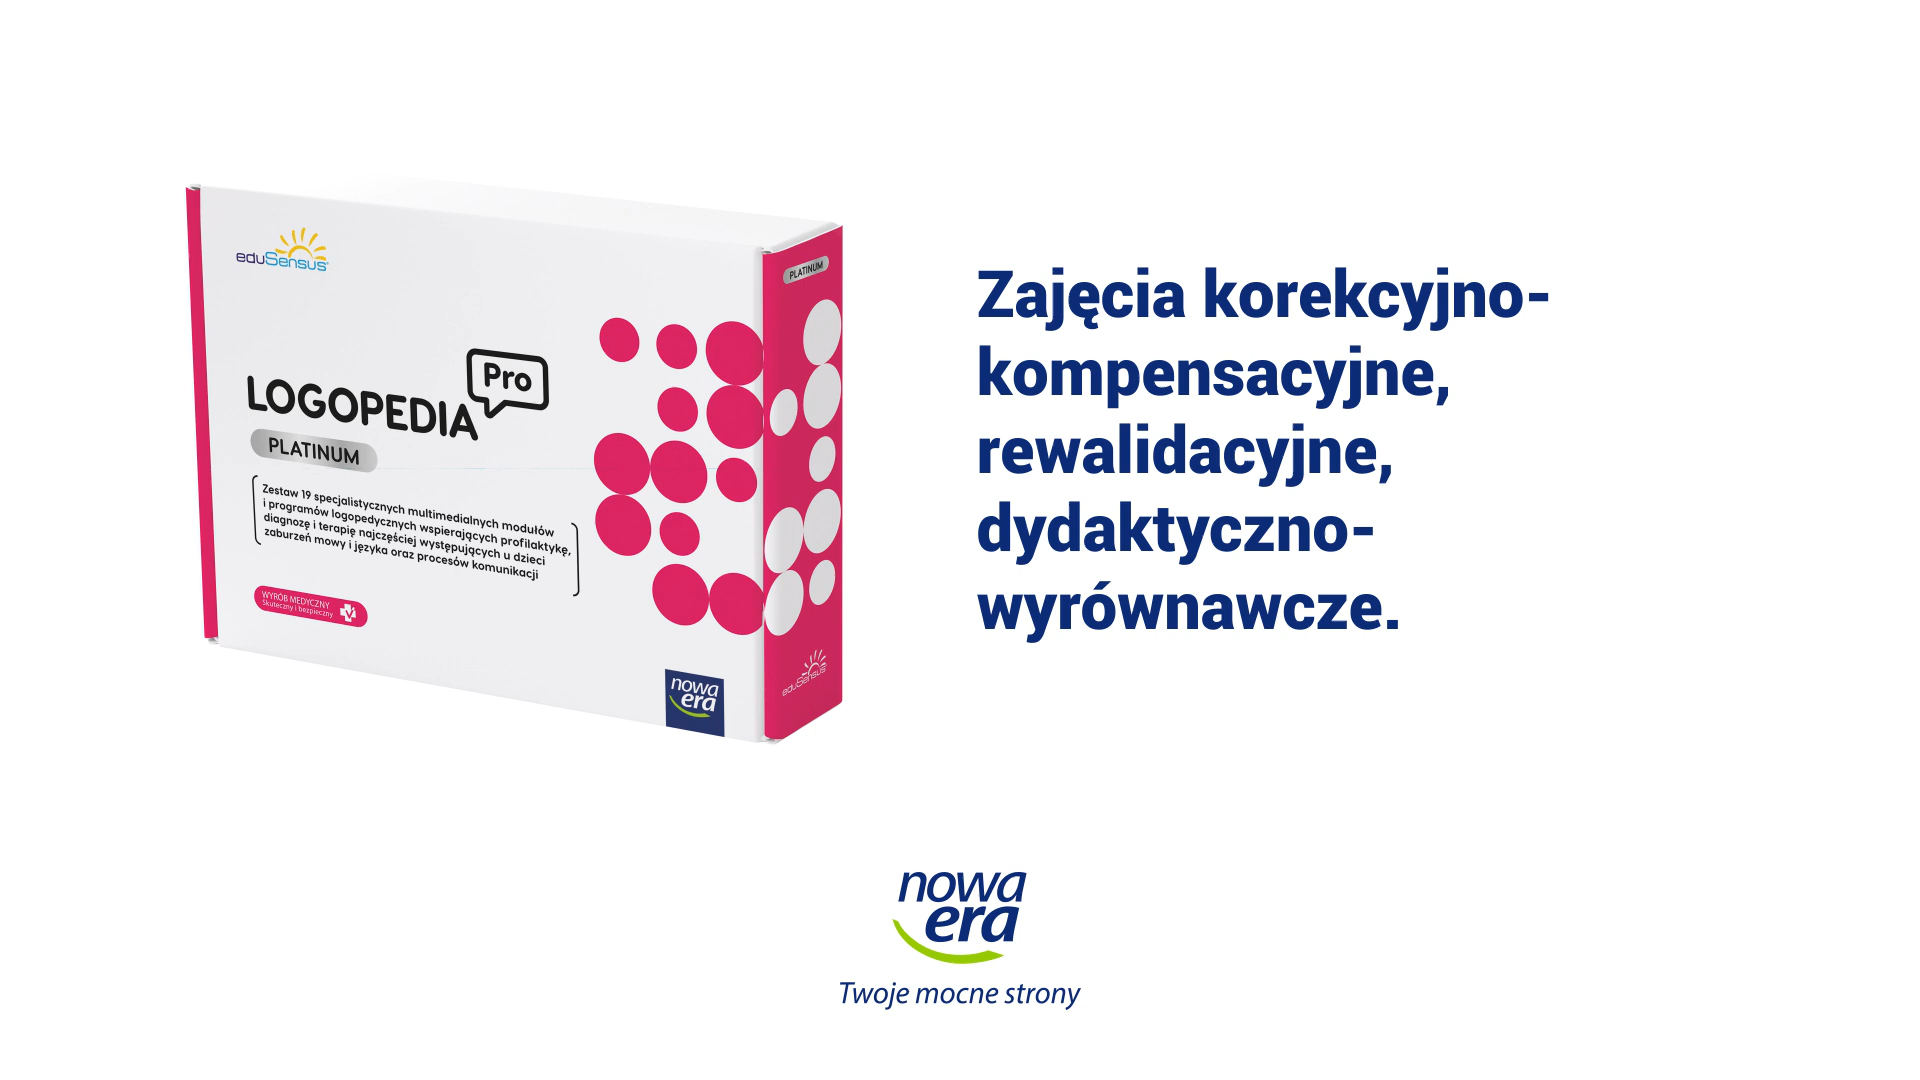 eduSensus
LOGOPEDIA
Pro
PLATINUM
Zestaw 19 specjalistycznych multimedialnych modułów
i programów logopedycznych wspierających profilaktykę,
diagnozę i terapię najczęściej występujących u dzieci
zaburzeń mowy i języka oraz procesów komunikacji
WYRÓB MEDYCZNY
Skuteczny i bezpieczny
nowa
era
PLATINUM
eduSensus
Zajęcia korekcyjno-
kompensacyjne,
rewalidacyjne,
dydaktyczno-
wyrównawcze.
nowa
era
Twoje mocne strony